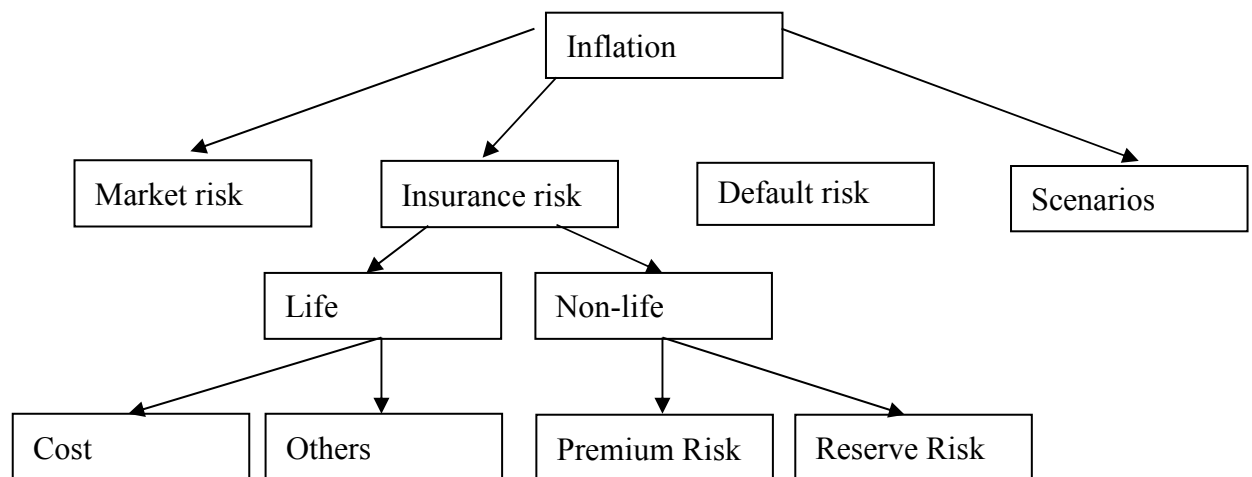 Inflation
Market risk
Insurance risk
Default risk
Scenarios
Life
Non-life
Cost
Others
Premium Risk
Reserve Risk